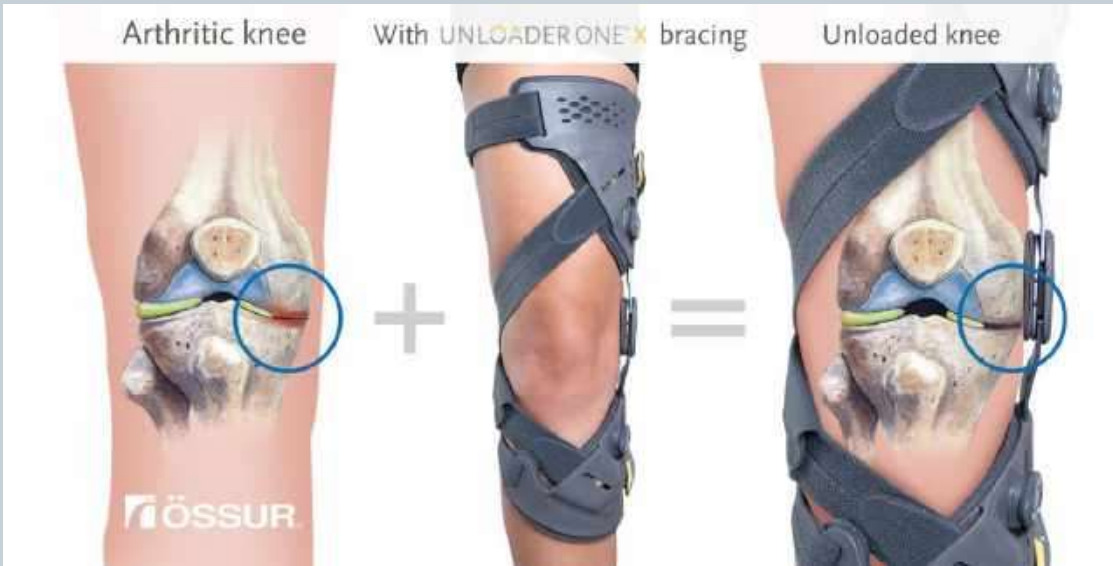 Arthritic knee
With UNLOADER ONE® X bracing
Unloaded knee
ÖSSUR®